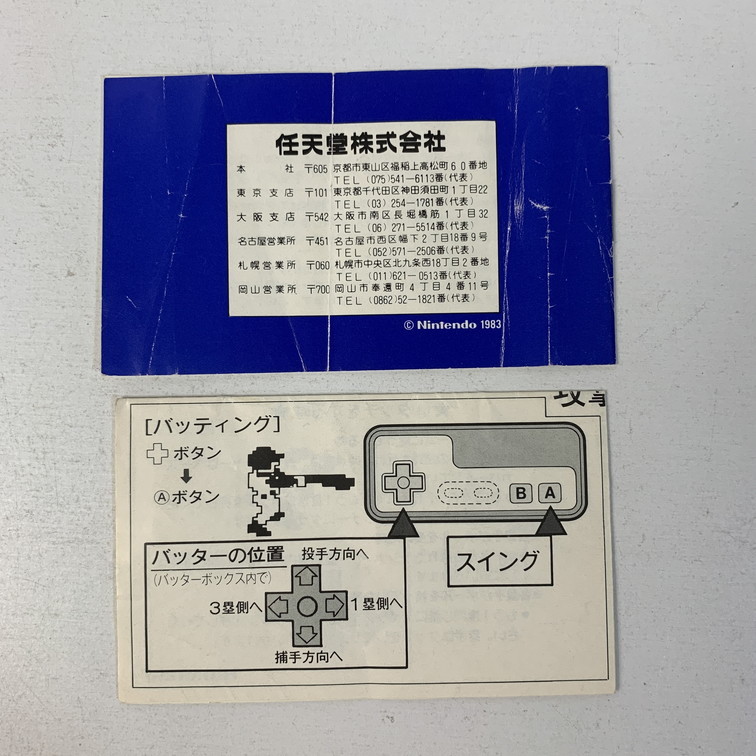 任天堂株式会社
本社 〒605 京都市東山区福稲上高松町60番地
TEL (075)541-6113番(代表)
東京支店 〒101 東京都千代田区神田須田町1丁目22
TEL (03) 254-1781番(代表)
大阪支店 〒542 大阪市南区長堀橋筋1丁目32
TEL (06) 271-5514番(代表)
名古屋営業所 〒451 名古屋市西区幅下2丁目18番9号
TEL (052)571-2506番(代表)
札幌営業所 〒060 札幌市中央区北九条西18丁目2番地
TEL (011)621-0513番(代表)
岡山営業所 〒700 岡山市奉還町4丁目4番11号
TEL (0862)52-1821番(代表)
© Nintendo 1983
[バッティング]
ボタン
Ⓐボタン
B A
バッターの位置
(バッターボックス内で)
投手方向へ
3塁側へ
1塁側へ
捕手方向へ
スイング